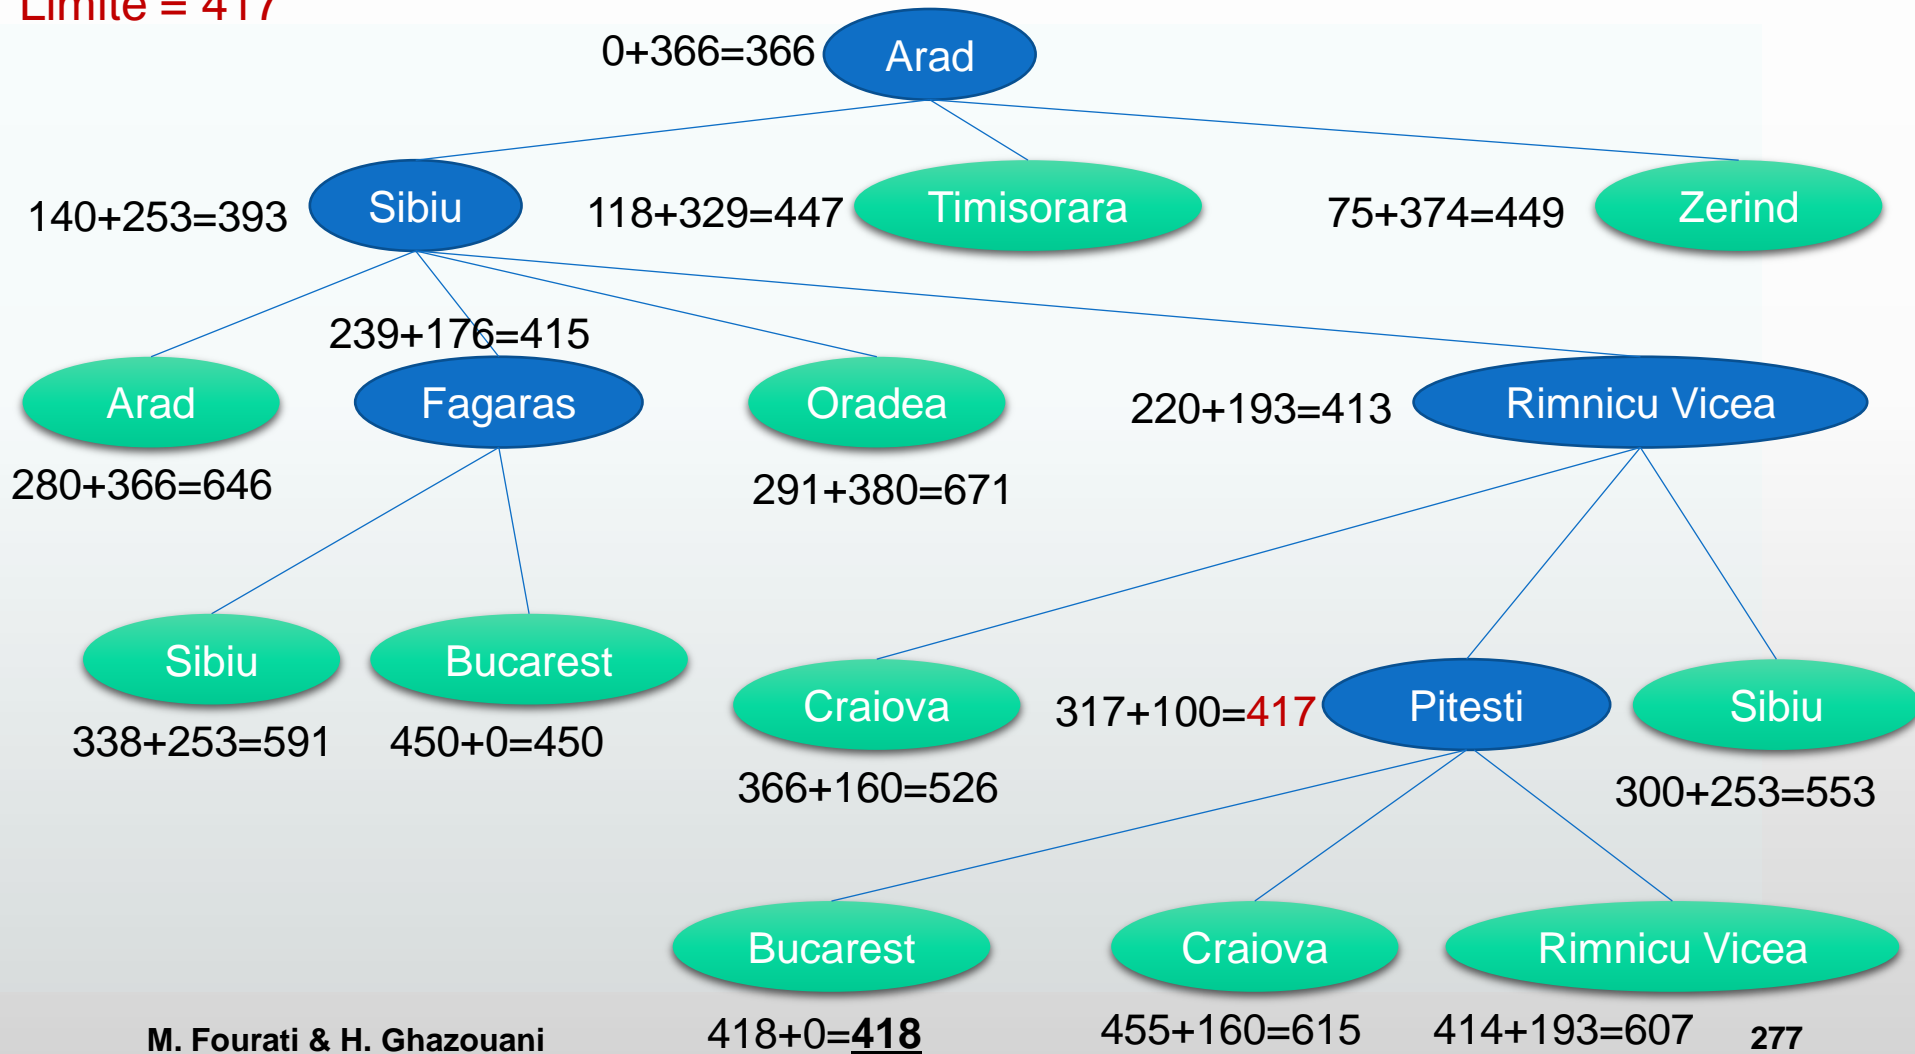 Limite = 417
0+366=366 Arad
140+253=393 Sibiu 118+329=447 Timisorara 75+374=449 Zerind
239+176=415
Arad Fagaras Oradea 220+193=413 Rimnicu Vicea
280+366=646 291+380=671
Sibiu Bucarest
Craiova 317+100=417 Pitesti Sibiu
338+253=591 450+0=450
366+160=526 300+253=553
Bucarest Craiova Rimnicu Vicea
418+0=418 455+160=615 414+193=607
M. Fourati & H. Ghazouani 277